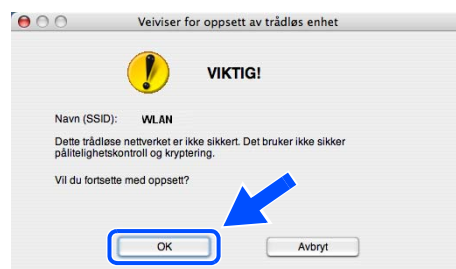 Veiviser for oppsett av trådløs enhet
VIKTIG!
Navn (SSID): WLAN
Dette trådløse nettverket er ikke sikkert. Det bruker ikke sikker
pålitelighetskontroll og kryptering.
Vil du fortsette med oppsett?
OK Avbryt